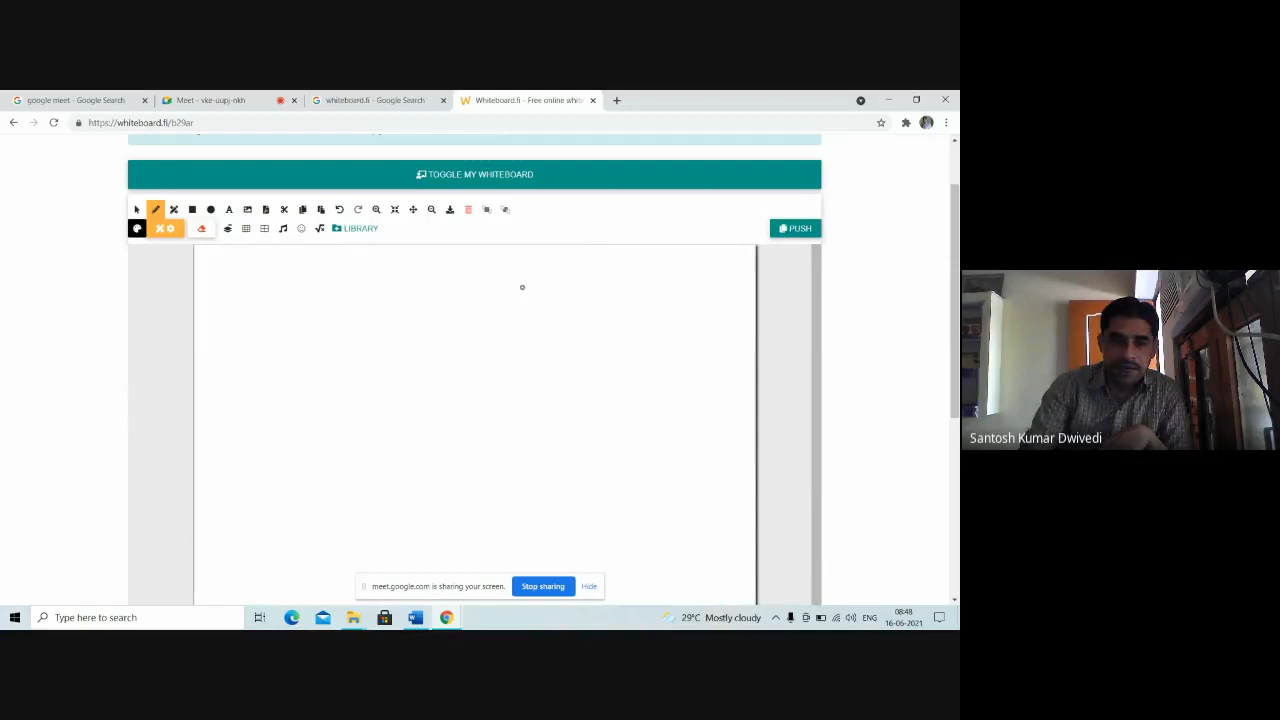 google meet - Google Search
Meet - vke-uupj-nkh
whiteboard.fi - Google Search
Whiteboard.fi - Free online white
https://whiteboard.fi/b29ar
TOGGLE MY WHITEBOARD
LIBRARY
PUSH
Santosh Kumar Dwivedi
meet.google.com is sharing your screen.
Stop sharing
Hide
Type here to search
29°C Mostly cloudy
ENG
08:48
16-06-2021